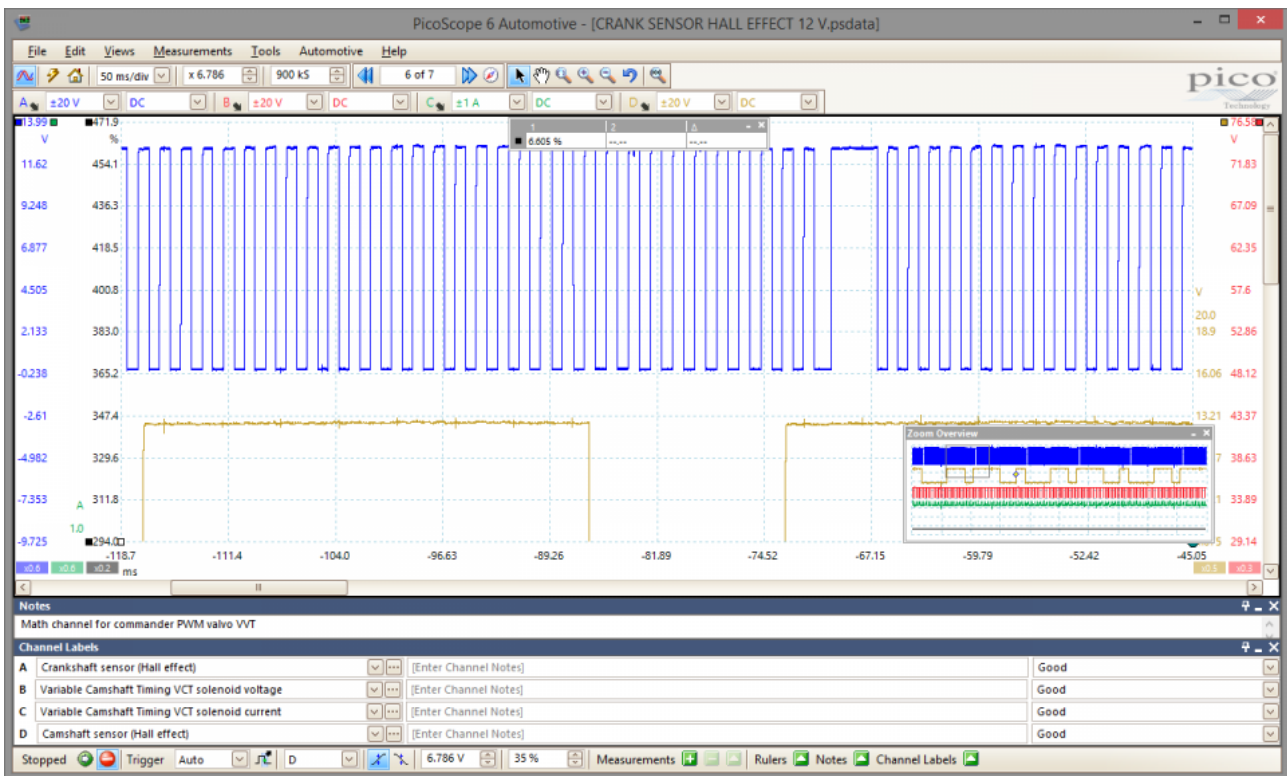 PicoScope 6 Automotive - [CRANK SENSOR HALL EFFECT 12 V.psdata]
File Edit Views Measurements Tools Automotive Help
50 ms/div x 6.786 900 kS 6 of 7
pico
Technology
A ±20 V DC B ±20 V DC C ±1 A DC D ±20 V DC
13.99 471.9 1 2 Δ 76.58
V % 6.605 % --.-- --.-- V
11.62 454.1 71.83
9.248 436.3 67.09
6.877 418.5 62.35
4.505 400.8 V 57.6
20.0
2.133 383.0 18.9 52.86
-0.238 365.2 16.06 48.12
-2.61 347.4 13.21 43.37
Zoom Overview
-4.982 329.6 38.63
-7.353 311.8 33.89
A
1.0
-9.725 294.0 29.14
-118.7 -111.4 -104.0 -96.63 -89.26 -81.89 -74.52 -67.15 -59.79 -52.42 -45.05
x0.6 x0.6 x0.2 ms x0.5 x0.3
Notes
Math channel for commander PWM valvo VVT
Channel Labels
A Crankshaft sensor (Hall effect) [Enter Channel Notes] Good
B Variable Camshaft Timing VCT solenoid voltage [Enter Channel Notes] Good
C Variable Camshaft Timing VCT solenoid current [Enter Channel Notes] Good
D Camshaft sensor (Hall effect) [Enter Channel Notes] Good
Stopped Trigger Auto D 6.786 V 35 % Measurements Rulers Notes Channel Labels